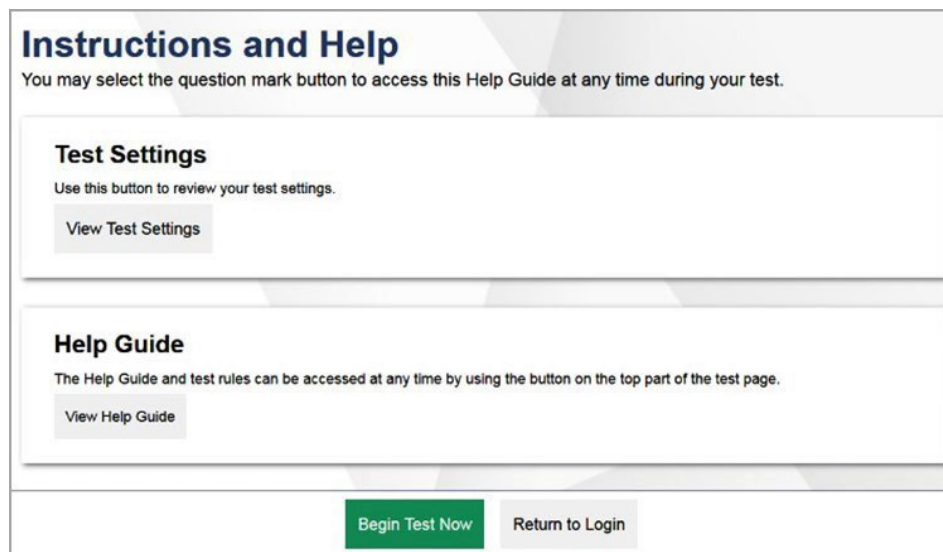 Instructions and Help
You may select the question mark button to access this Help Guide at any time during your test.
Test Settings
Use this button to review your test settings.
View Test Settings
Help Guide
The Help Guide and test rules can be accessed at any time by using the button on the top part of the test page.
View Help Guide
Begin Test Now
Return to Login